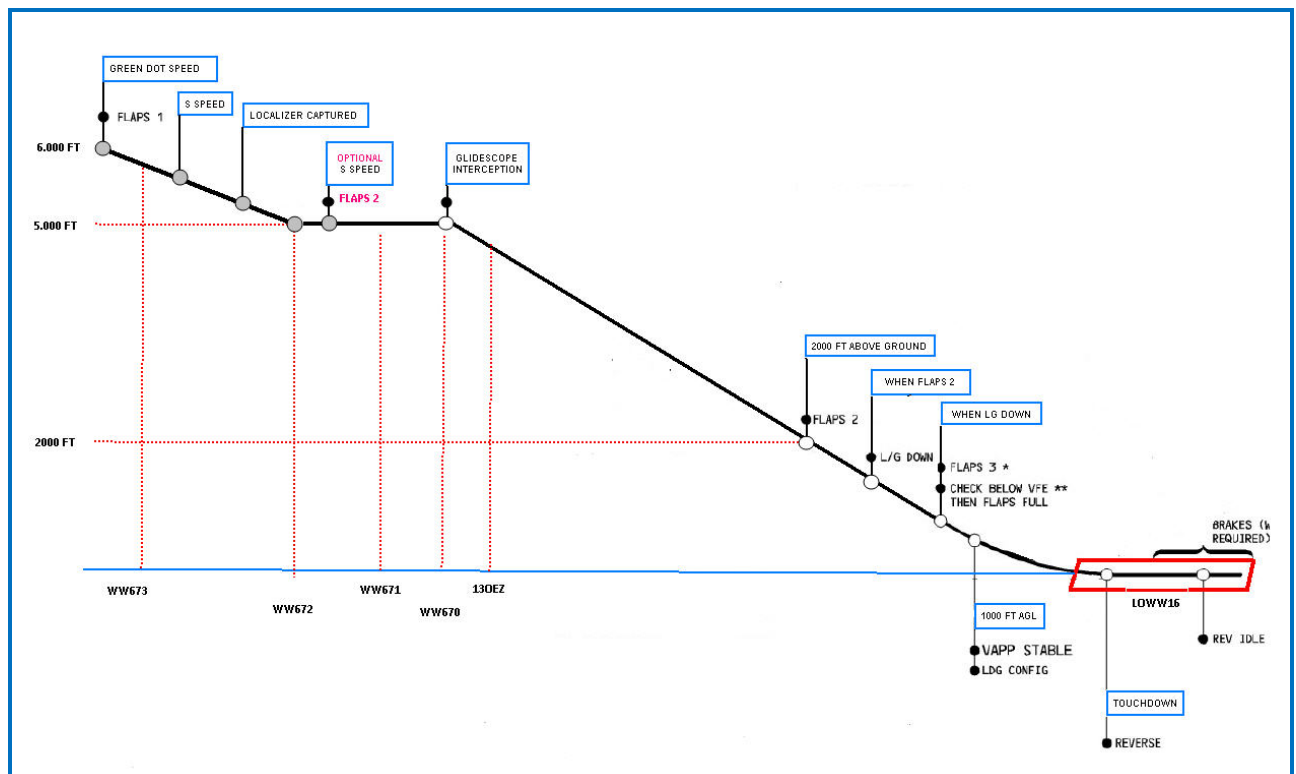 GREEN DOT SPEED
FLAPS 1
S SPEED
LOCALIZER CAPTURED
6.000 FT
OPTIONAL
S SPEED
FLAPS 2
GLIDESCOPE
INTERCEPTION
5.000 FT
2000 FT ABOVE GROUND
WHEN FLAPS 2
WHEN LG DOWN
FLAPS 2
2000 FT
L/G DOWN
FLAPS 3 *
CHECK BELOW VFE **
THEN FLAPS FULL
BRAKES (W
REQUIRED)
WW673
WW672
WW671
WW670
13OEZ
LOWW16
1000 FT AGL
REV IDLE
VAPP STABLE
LDG CONFIG
TOUCHDOWN
REVERSE